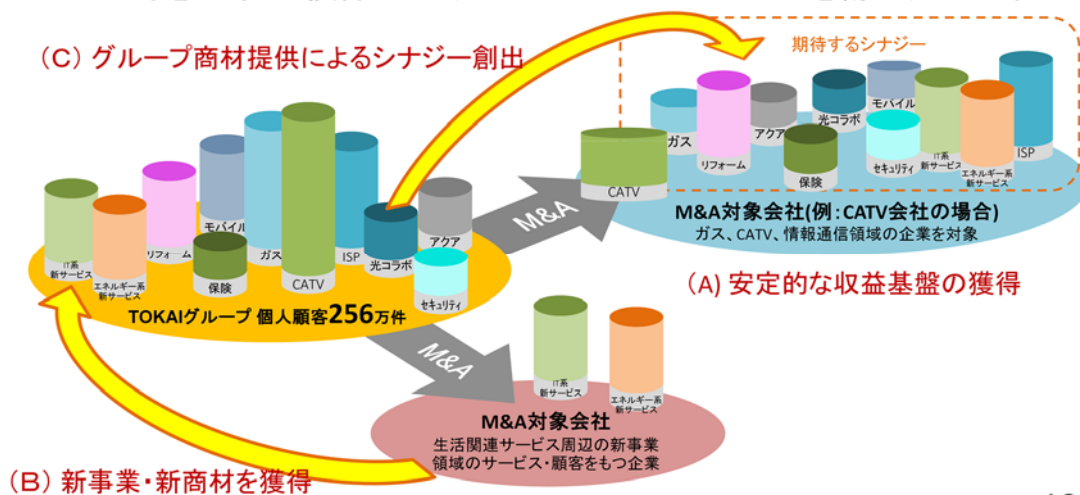 (C) グループ商材提供によるシナジー創出
期待するシナジー
ガス
リフォーム
アクア
光コラボ
モバイル
保険
セキュリティ
IT系
新サービス
エネルギー系
新サービス
ISP
CATV
M&A対象会社(例:CATV会社の場合)
ガス、CATV、情報通信領域の企業を対象
(A) 安定的な収益基盤の獲得
M&A
IT系
新サービス
エネルギー系
新サービス
リフォーム
モバイル
保険
ガス
CATV
ISP
光コラボ
アクア
セキュリティ
TOKAIグループ 個人顧客256万件
M&A
IT系
新サービス
エネルギー系
新サービス
M&A対象会社
生活関連サービス周辺の新事業
領域のサービス・顧客をもつ企業
(B) 新事業・新商材を獲得